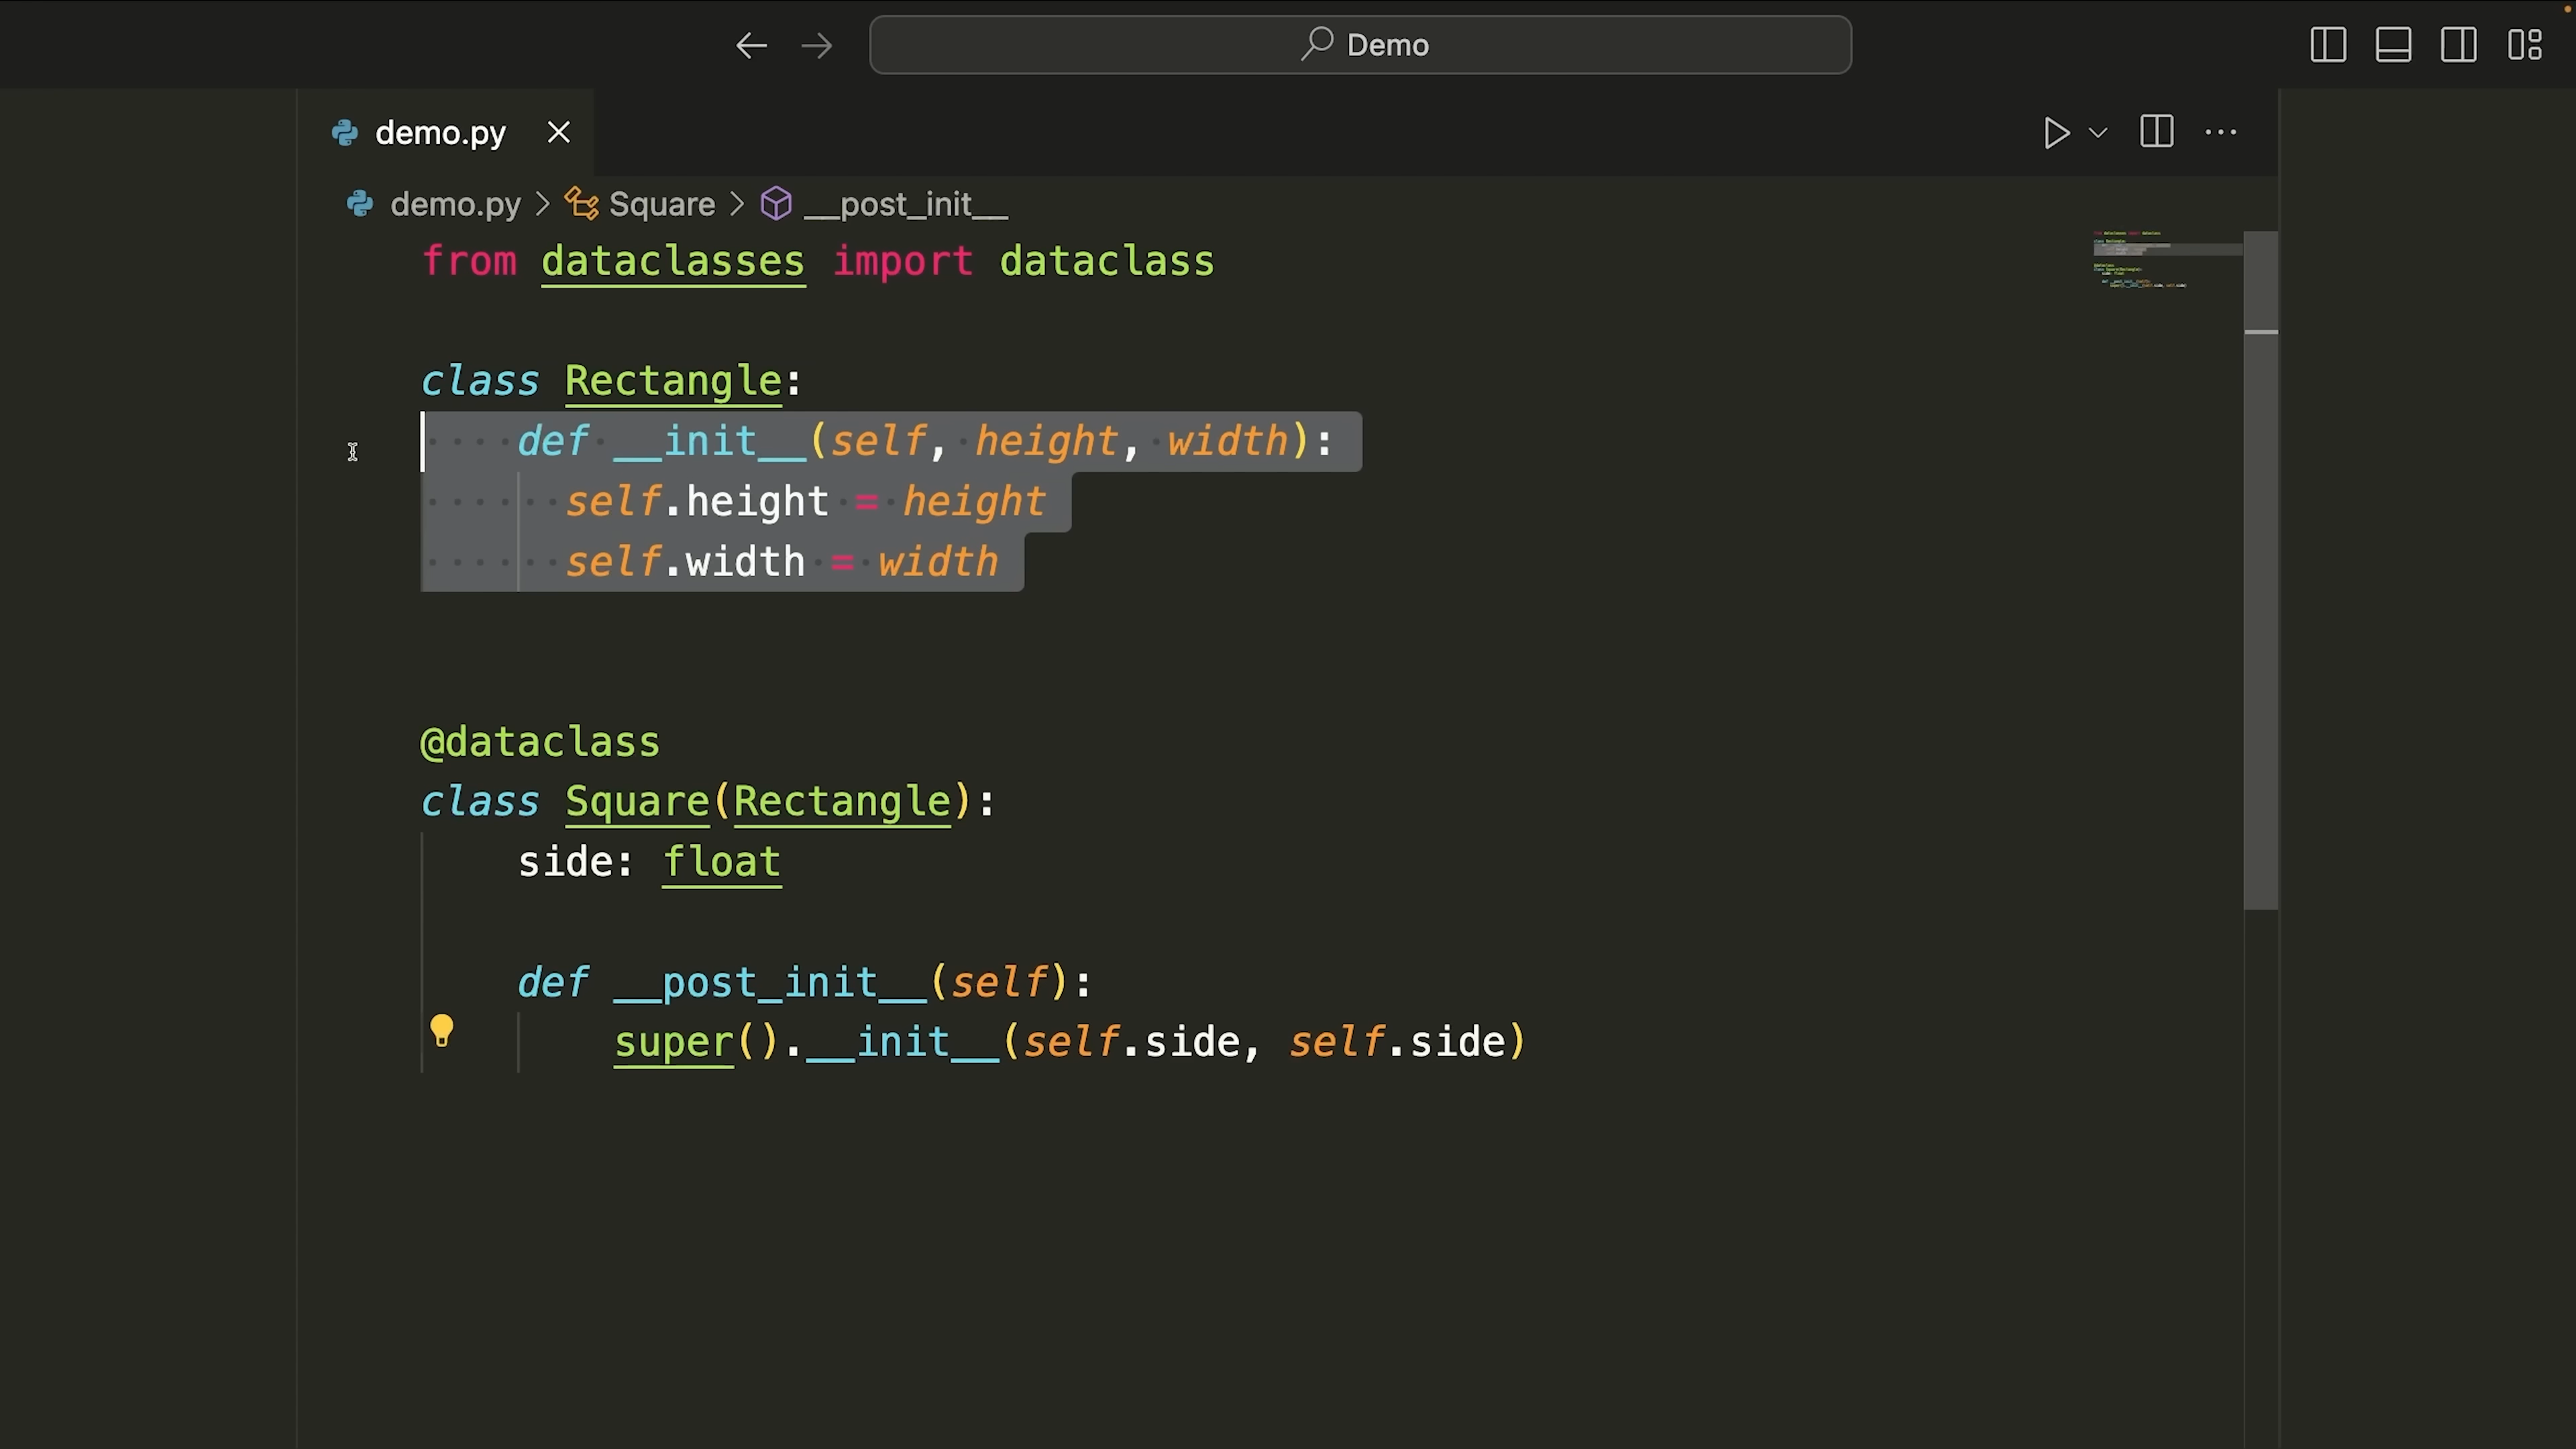 Demo
demo.py
demo.py > Square > __post_init__
from dataclasses import dataclass
class Rectangle:
    def __init__(self, height, width):
      self.height = height
      self.width = width
@dataclass
class Square(Rectangle):
    side: float
    def __post_init__(self):
        super().__init__(self.side, self.side)